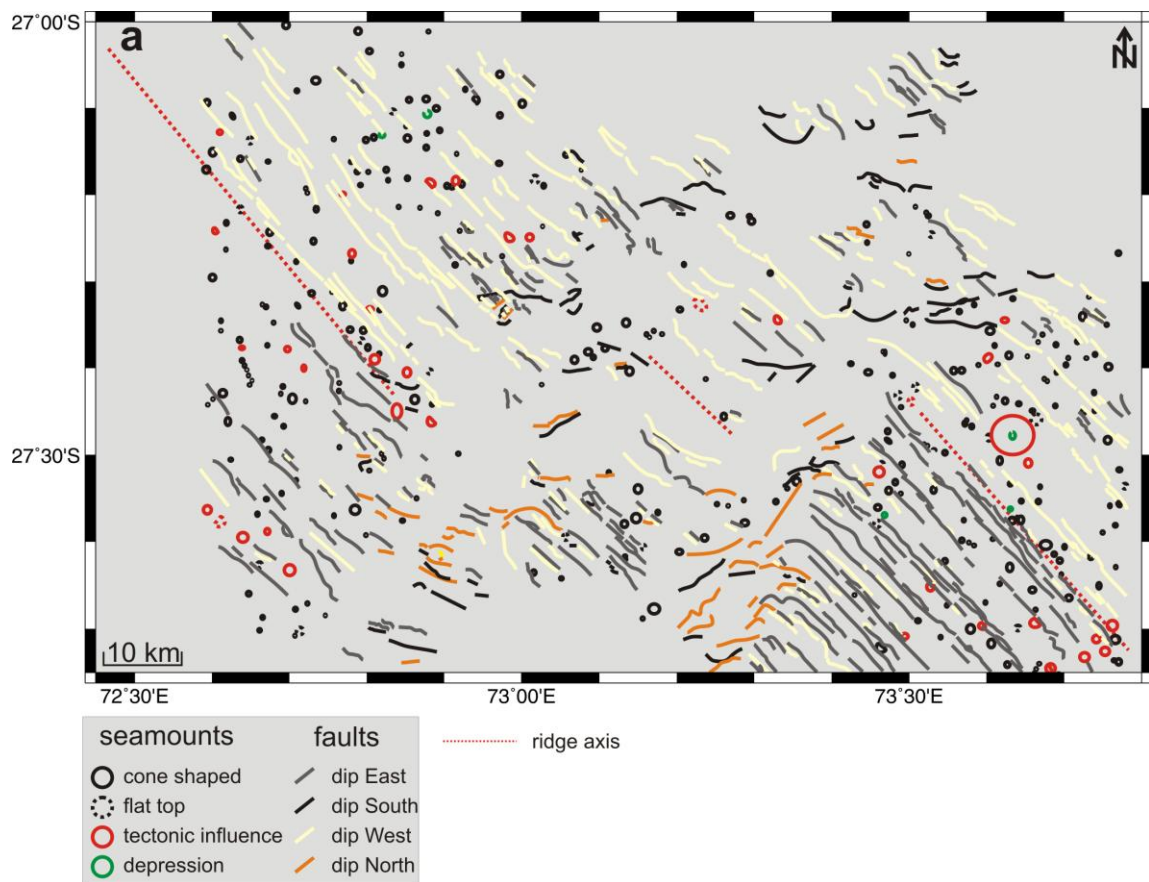 27°00'S
a
N
27°30'S
10 km
72°30'E
73°00'E
73°30'E
seamounts
faults
ridge axis
cone shaped
dip East
flat top
dip South
tectonic influence
dip West
depression
dip North